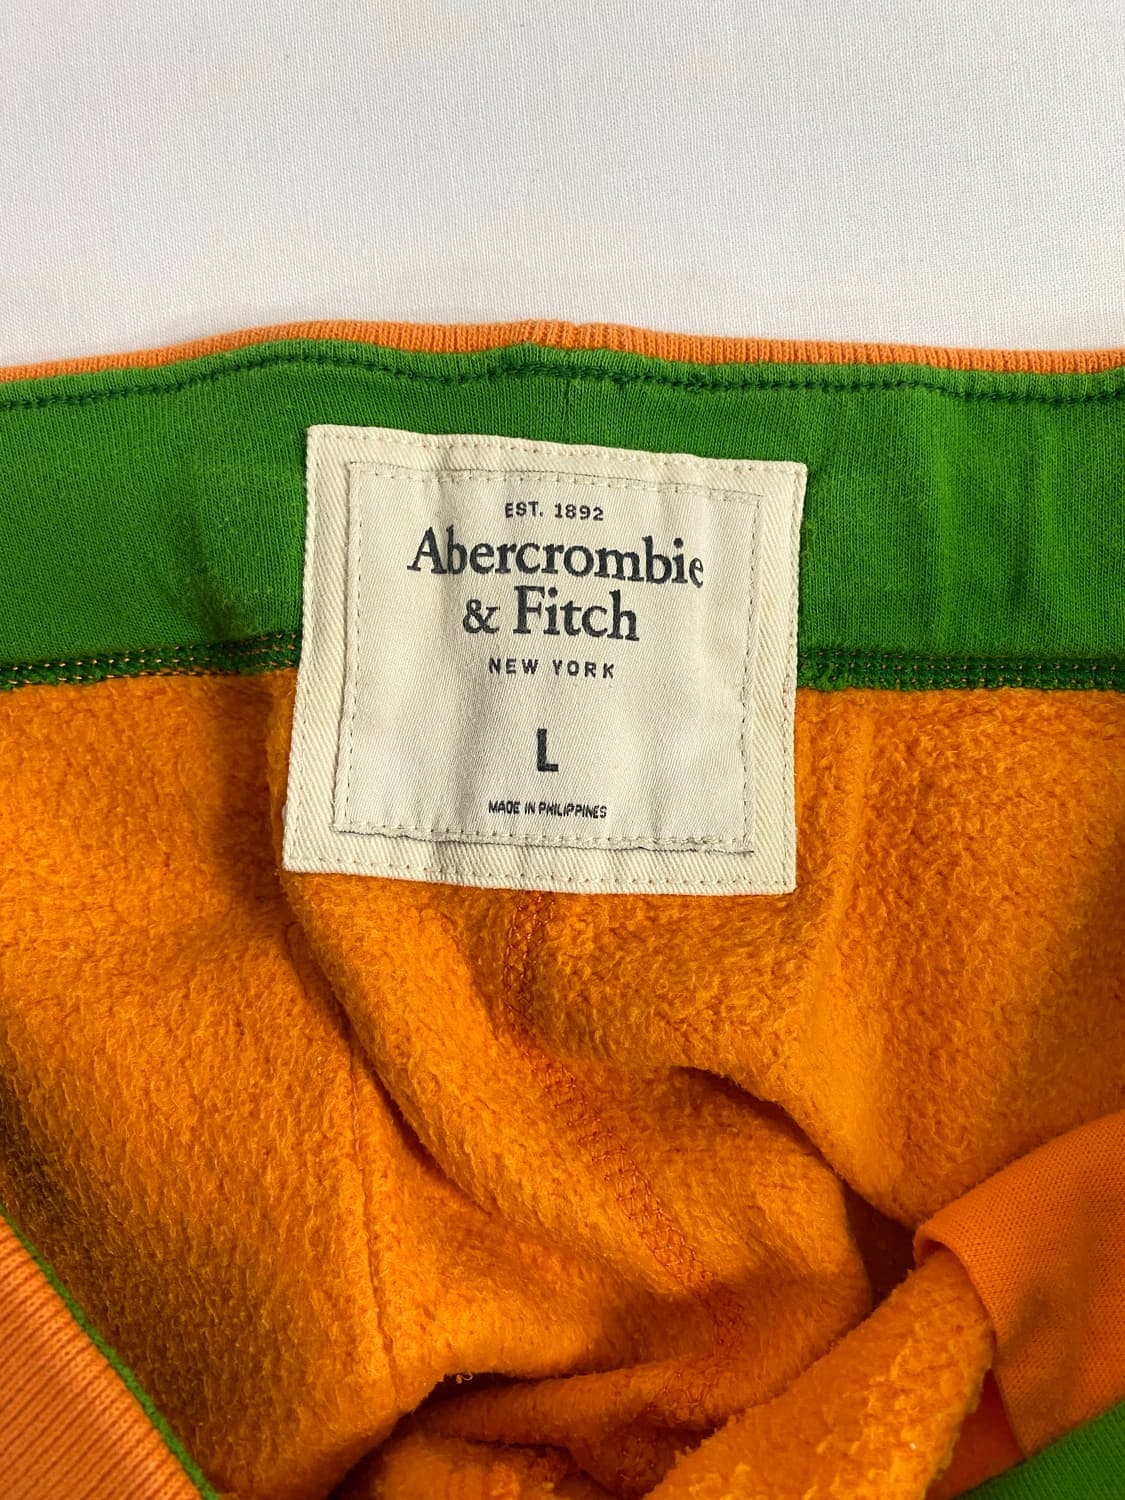 EST. 1892
Abercrombie
& Fitch
NEW YORK
L
MADE IN PHILIPPINES